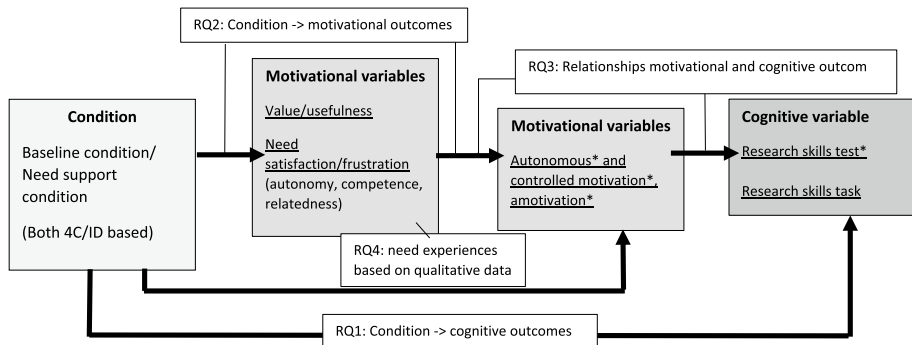 RQ2: Condition -> motivational outcomes
RQ3: Relationships motivational and cognitive outcom
Condition
Baseline condition/
Need support
condition
(Both 4C/ID based)
Motivational variables
Value/usefulness
Need
satisfaction/frustration
(autonomy, competence,
relatedness)
RQ4: need experiences
based on qualitative data
Motivational variables
Autonomous* and
controlled motivation*,
amotivation*
Cognitive variable
Research skills test*
Research skills task
RQ1: Condition -> cognitive outcomes